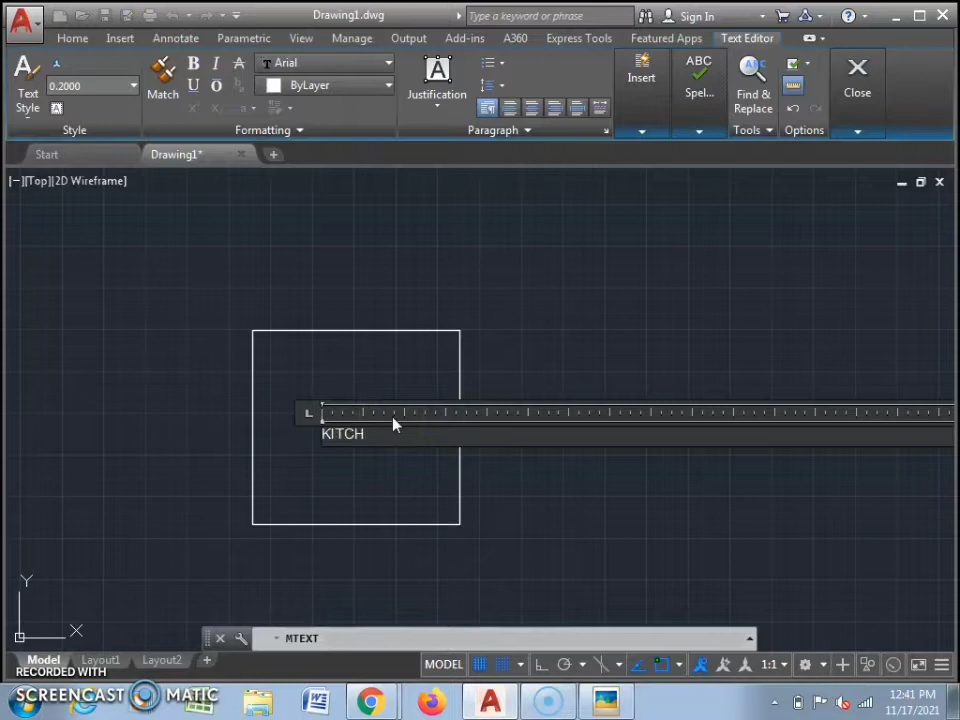 Drawing1.dwg
Type a keyword or phrase
Sign In
Home Insert Annotate Parametric View Manage Output Add-ins A360 Express Tools Featured Apps Text Editor
Text Style
0.2000
Style
Match
B I A
U O
Arial
ByLayer
Formatting
Justification
Paragraph
Insert
ABC
Spel...
Find & Replace
Tools
Options
Close
Start
Drawing1*
[−][Top][2D Wireframe]
L
KITCH
Y
X
MTEXT
Model Layout1 Layout2 +
MODEL
1:1
RECORDED WITH
SCREENCAST MATIC
12:41 PM
11/17/2021